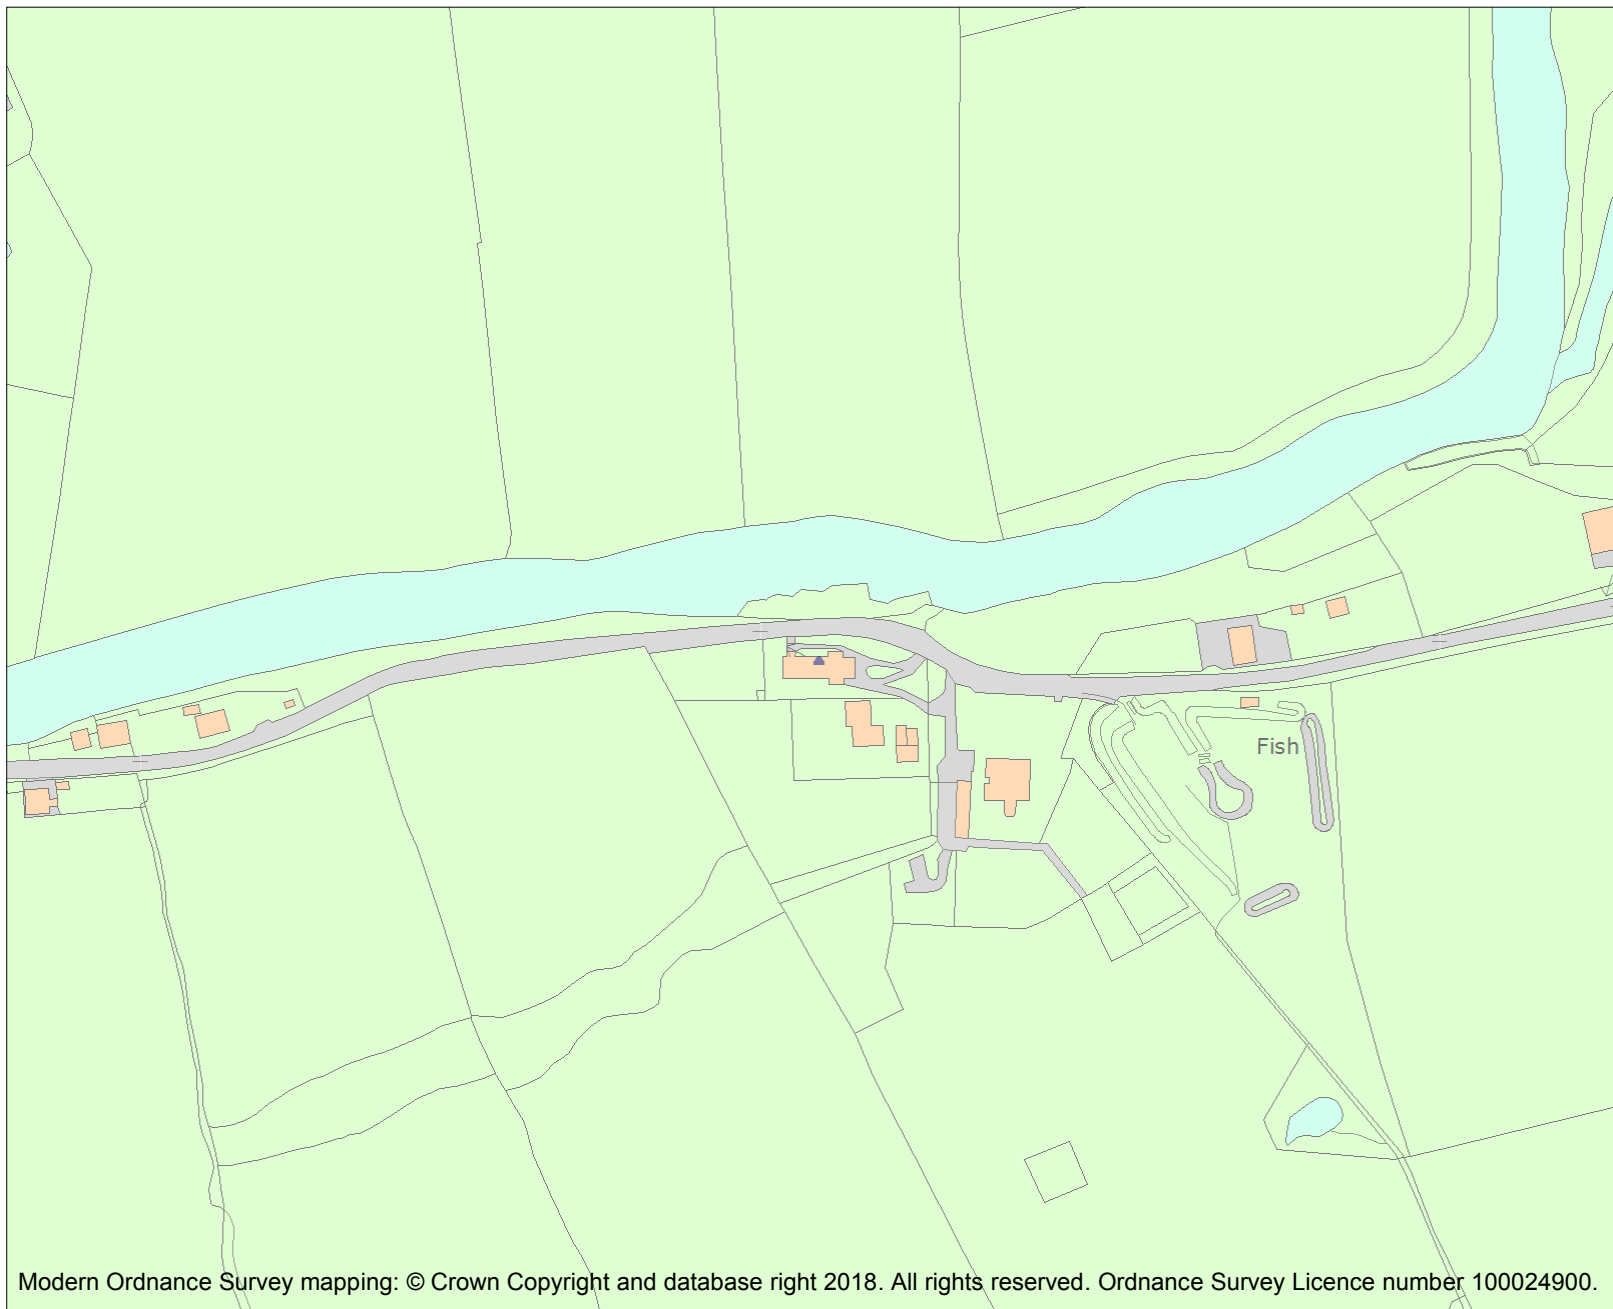 Fish
Modern Ordnance Survey mapping: © Crown Copyright and database right 2018. All rights reserved. Ordnance Survey Licence number 100024900.